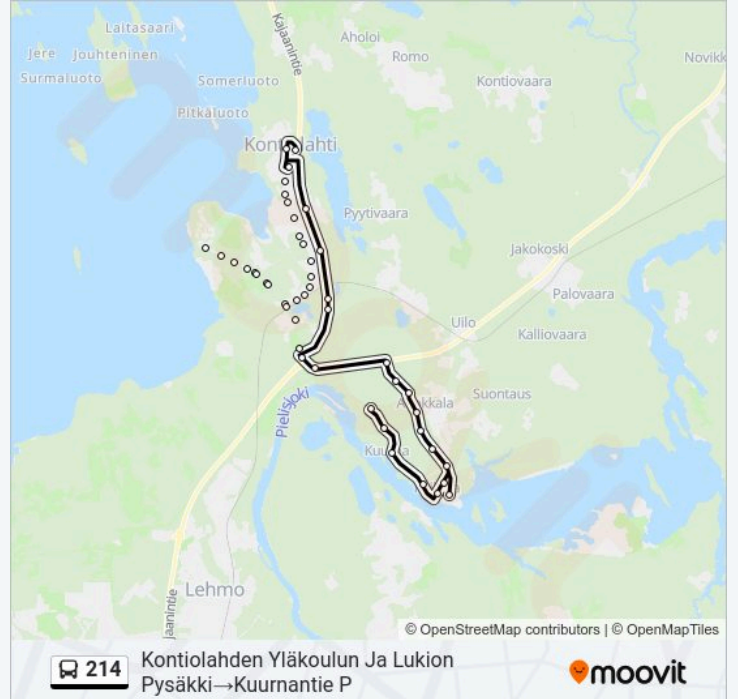 Laitasaari
Jere Jouhteninen
Surmaluoto
Kajaanintie
Aholoi
Romo
Novikk
Somerluoto
Kontiovaara
Pitkäluoto
Pyytivaara
Jakokoski
Palovaara
Uilo
Kalliovaara
Suontaus
Pielisjoki
Lehmo
jaanintie
© OpenStreetMap contributors | © OpenMapTiles
214
Kontiolahden Yläkoulun Ja Lukion
Pysäkki→Kuurnantie P
moovit